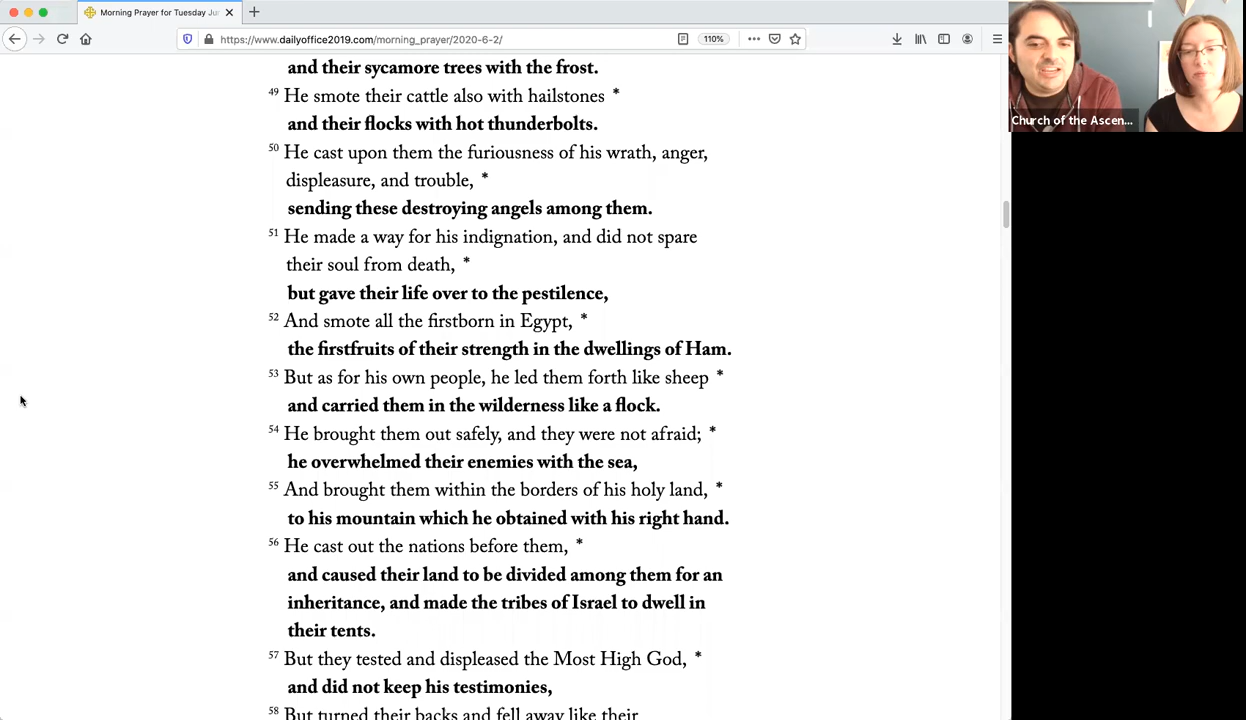 Morning Prayer for Tuesday Ju
https://www.dailyoffice2019.com/morning_prayer/2020-6-2/
110%
Church of the Ascen...
and their sycamore trees with the frost.
49 He smote their cattle also with hailstones *
and their flocks with hot thunderbolts.
50 He cast upon them the furiousness of his wrath, anger,
displeasure, and trouble, *
sending these destroying angels among them.
51 He made a way for his indignation, and did not spare
their soul from death, *
but gave their life over to the pestilence,
52 And smote all the firstborn in Egypt, *
the firstfruits of their strength in the dwellings of Ham.
53 But as for his own people, he led them forth like sheep *
and carried them in the wilderness like a flock.
54 He brought them out safely, and they were not afraid; *
he overwhelmed their enemies with the sea,
55 And brought them within the borders of his holy land, *
to his mountain which he obtained with his right hand.
56 He cast out the nations before them, *
and caused their land to be divided among them for an
inheritance, and made the tribes of Israel to dwell in
their tents.
57 But they tested and displeased the Most High God, *
and did not keep his testimonies,
58 But turned their backs and fell away like their